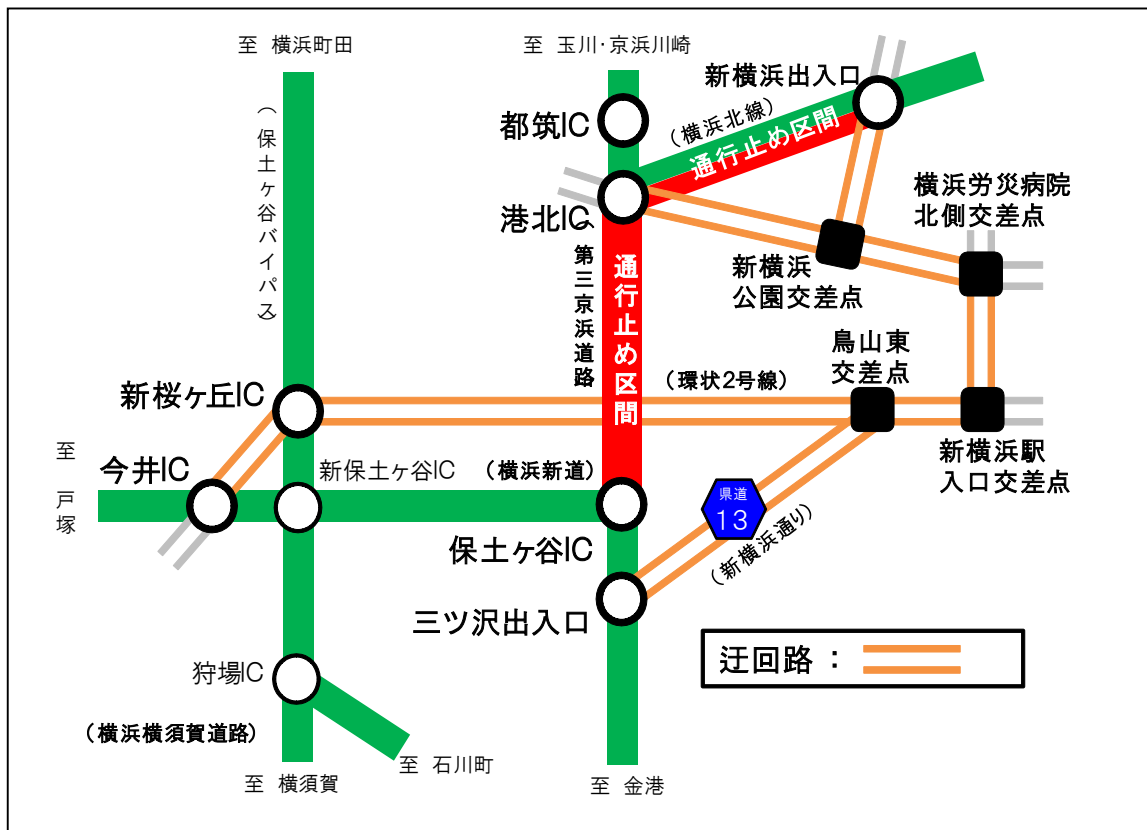 至 横浜町田
至 玉川・京浜川崎
新横浜出入口
（保土ヶ谷バイパス）
都筑IC
（横浜北線）
通行止め区間
横浜労災病院
北側交差点
港北IC
（第三京浜道路
通行止め区間
新横浜
公園交差点
鳥山東
交差点
（環状2号線）
新桜ヶ丘IC
新横浜駅
入口交差点
至 戸塚
今井IC
新保土ヶ谷IC
（横浜新道）
県道
13
（新横浜通り）
保土ヶ谷IC
三ツ沢出入口
迂回路 ：
狩場IC
（横浜横須賀道路）
至 石川町
至 横須賀
至 金港